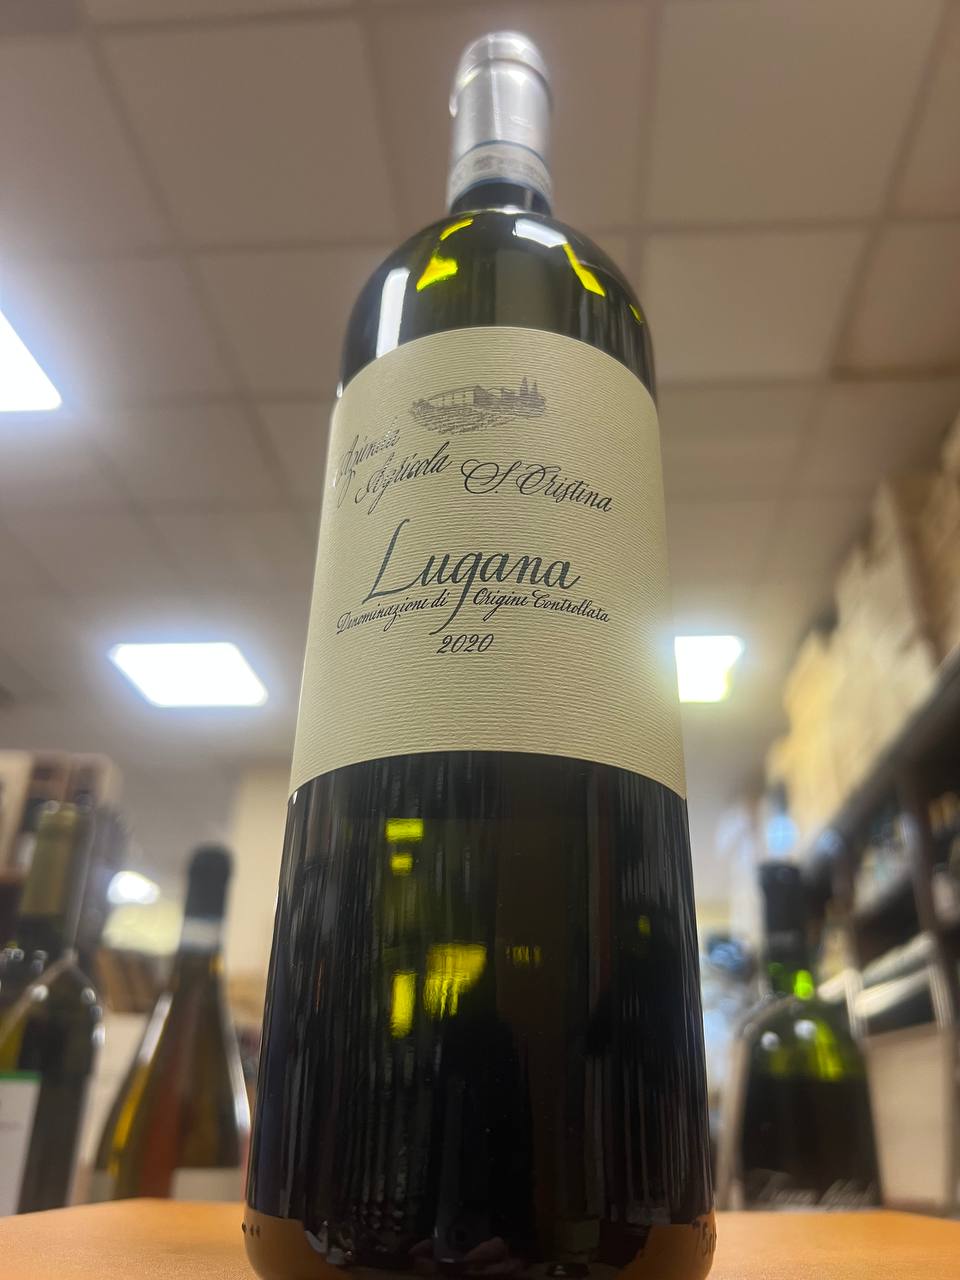 Azienda
Agricola S. Cristina
Lugana
Denominazione di Origine Controllata
2020